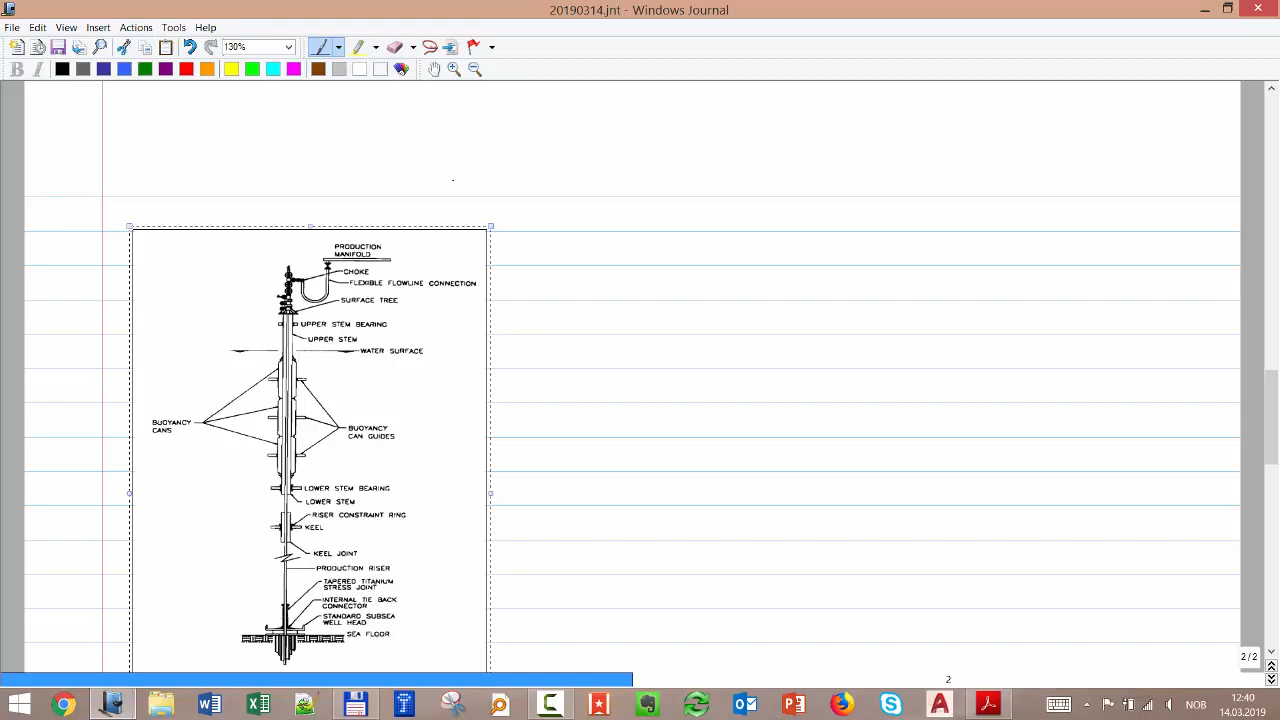 20190314.jnt - Windows Journal
File Edit View Insert Actions Tools Help
130%
B I
PRODUCTION
MANIFOLD
CHOKE
FLEXIBLE FLOWLINE CONNECTION
SURFACE TREE
UPPER STEM BEARING
UPPER STEM
WATER SURFACE
BUOYANCY
CANS
BUOYANCY
CAN GUIDES
LOWER STEM BEARING
LOWER STEM
RISER CONSTRAINT RING
KEEL
KEEL JOINT
PRODUCTION RISER
TAPERED TITANIUM
STRESS JOINT
INTERNAL TIE BACK
CONNECTOR
STANDARD SUBSEA
WELL HEAD
SEA FLOOR
2 / 2
2
NOB
12:40
14.03.2019